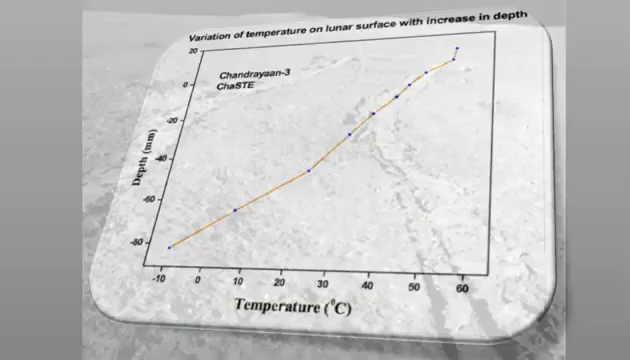 Variation of temperature on lunar surface with increase in depth
20
Chandrayaan-3
ChaSTE
0
-20
-40
-60
-80
Depth (mm)
-10 0 10 20 30 40 50 60
Temperature (⁰C)